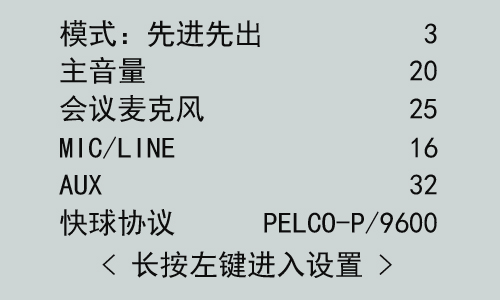 模式：先进先出 3
主音量 20
会议麦克风 25
MIC/LINE 16
AUX 32
快球协议 PELCO-P/9600
< 长按左键进入设置 >